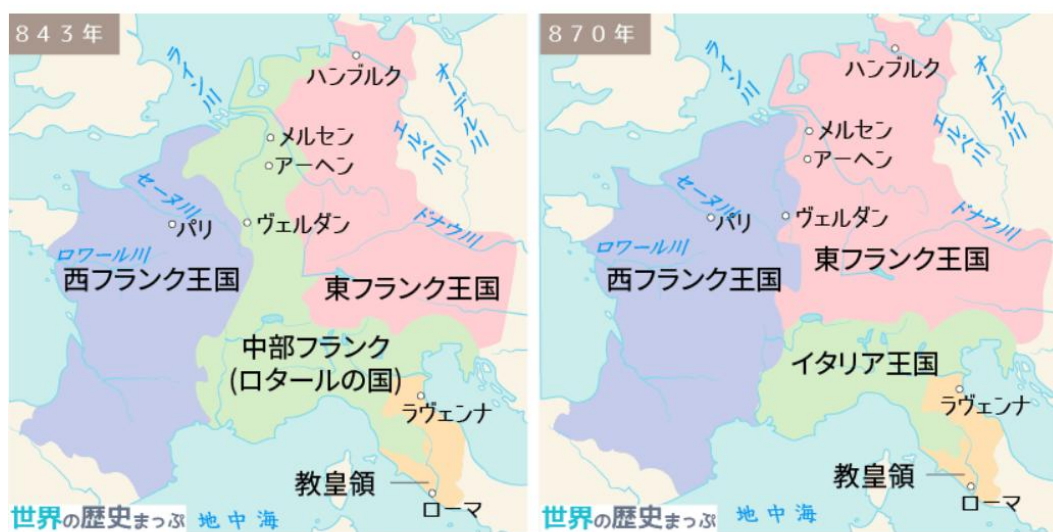 843年
ライン川
ハンブルク
オーデル川
エルベ川
メルセン
アーヘン
セーヌ川
パリ
ヴェルダン
ドナウ川
ロワール川
西フランク王国
東フランク王国
中部フランク
(ロタールの国)
ラヴェンナ
教皇領
ローマ
世界の歴史まっぷ
地中海
870年
ライン川
ハンブルク
オーデル川
エルベ川
メルセン
アーヘン
セーヌ川
パリ
ヴェルダン
ドナウ川
ロワール川
西フランク王国
東フランク王国
イタリア王国
ラヴェンナ
教皇領
ローマ
世界の歴史まっぷ
地中海